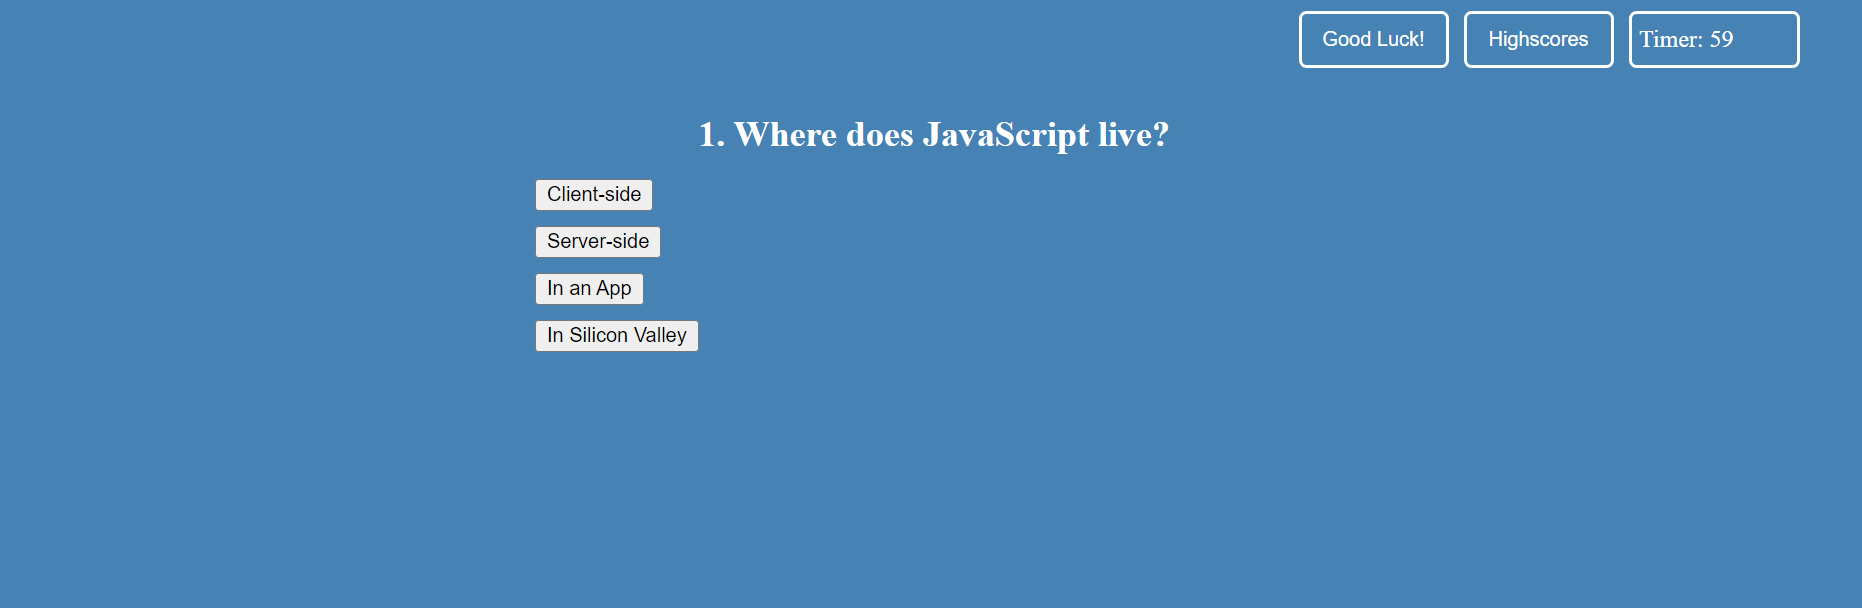 Good Luck! Highscores Timer: 59
1. Where does JavaScript live?
Client-side
Server-side
In an App
In Silicon Valley